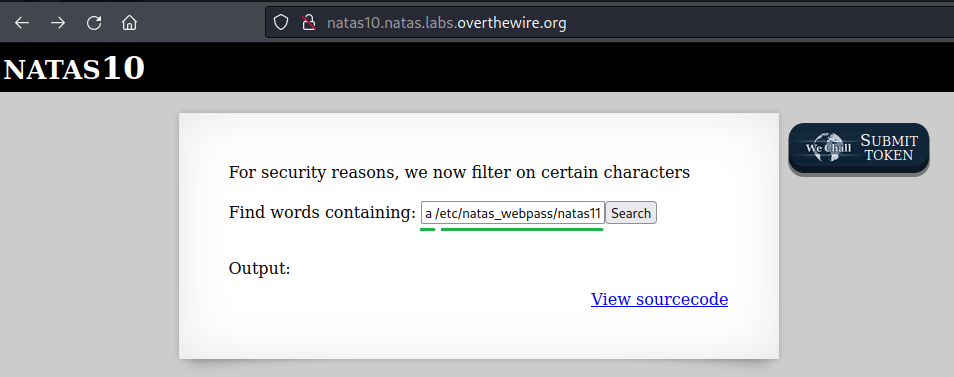 natas10.natas.labs.overthewire.org
NATAS10
We Chall
SUBMIT
TOKEN
For security reasons, we now filter on certain characters
Find words containing: a /etc/natas_webpass/natas11 Search
Output:
View sourcecode